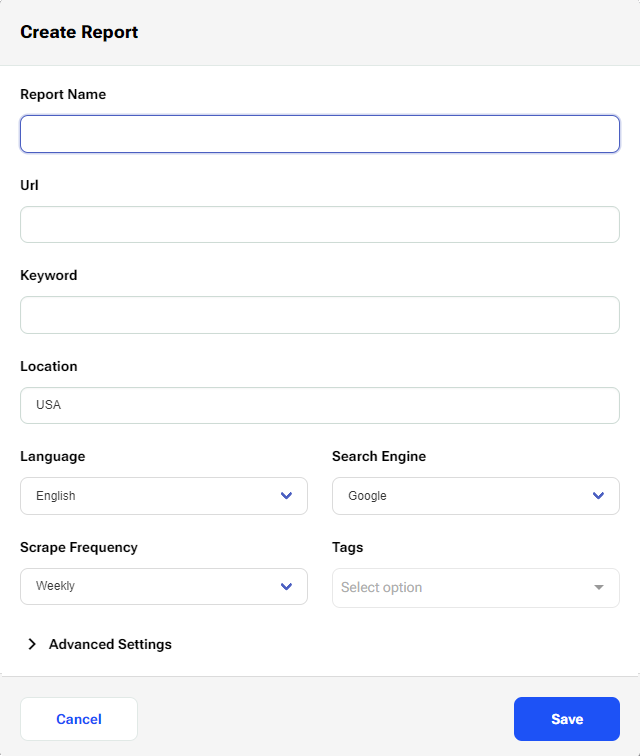 Create Report
Report Name
Url
Keyword
Location
USA
Language Search Engine
English Google
Scrape Frequency Tags
Weekly Select option
Advanced Settings
Cancel Save